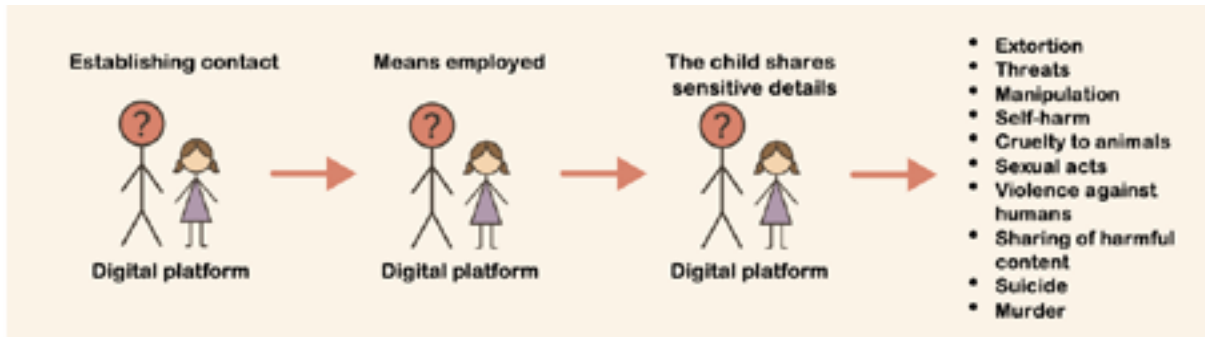 Establishing contact
?
Digital platform
Means employed
?
Digital platform
The child shares
sensitive details
?
Digital platform
• Extortion
• Threats
• Manipulation
• Self-harm
• Cruelty to animals
• Sexual acts
• Violence against
humans
• Sharing of harmful
content
• Suicide
• Murder